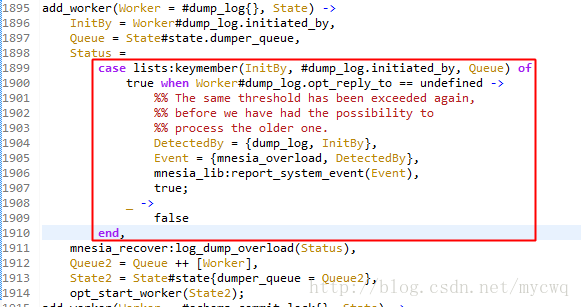 1895 add_worker(Worker = #dump_log{}, State) ->
1896 InitBy = Worker#dump_log.initiated_by,
1897 Queue = State#state.dumper_queue,
1898 Status =
1899 case lists:keymember(InitBy, #dump_log.initiated_by, Queue) of
1900 true when Worker#dump_log.opt_reply_to == undefined ->
1901 %% The same threshold has been exceeded again,
1902 %% before we have had the possibility to
1903 %% process the older one.
1904 DetectedBy = {dump_log, InitBy},
1905 Event = {mnesia_overload, DetectedBy},
1906 mnesia_lib:report_system_event(Event),
1907 true;
1908 _ ->
1909 false
1910 end,
1911 mnesia_recover:log_dump_overload(Status),
1912 Queue2 = Queue ++ [Worker],
1913 State2 = State#state{dumper_queue = Queue2},
1914 opt_start_worker(State2);
add_worker(Worker = #schema_commit_lock{}, State) ->
http://blog.csdn.net/mycwq